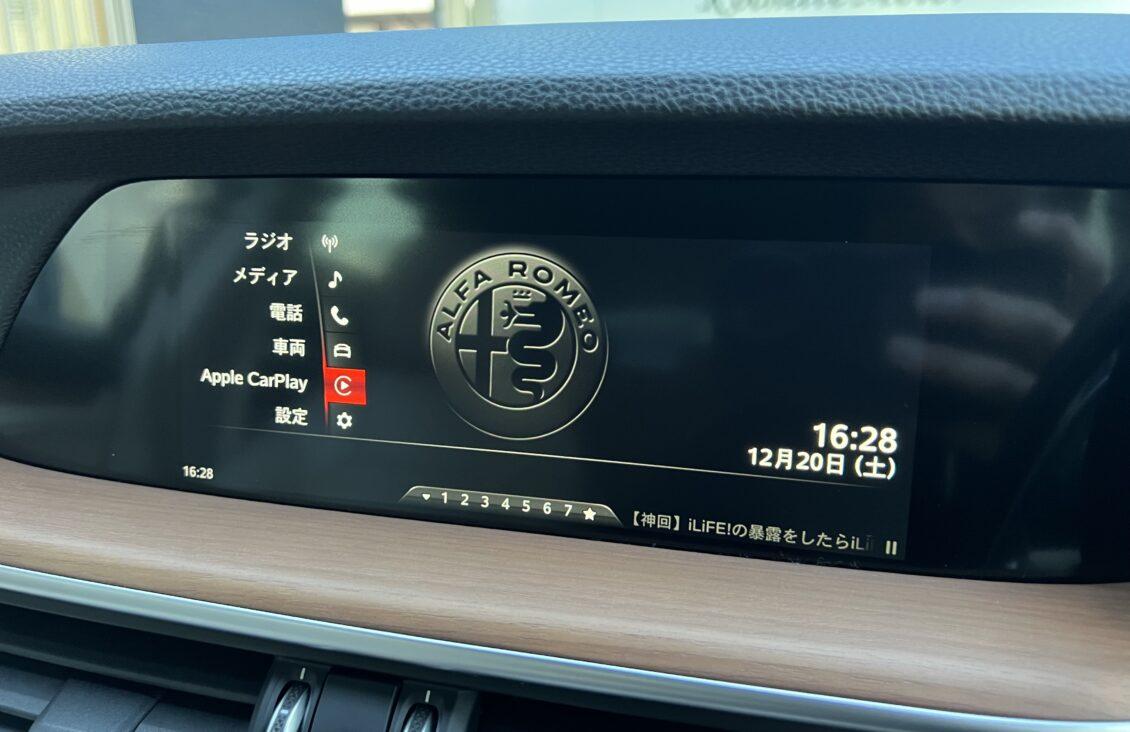 ラジオ
メディア
電話
車両
Apple CarPlay
設定
ALFA ROMEO
16:28
12月20日 (土)
16:28
1 2 3 4 5 6 7
【神回】iLiFE!の暴露をしたらiLi